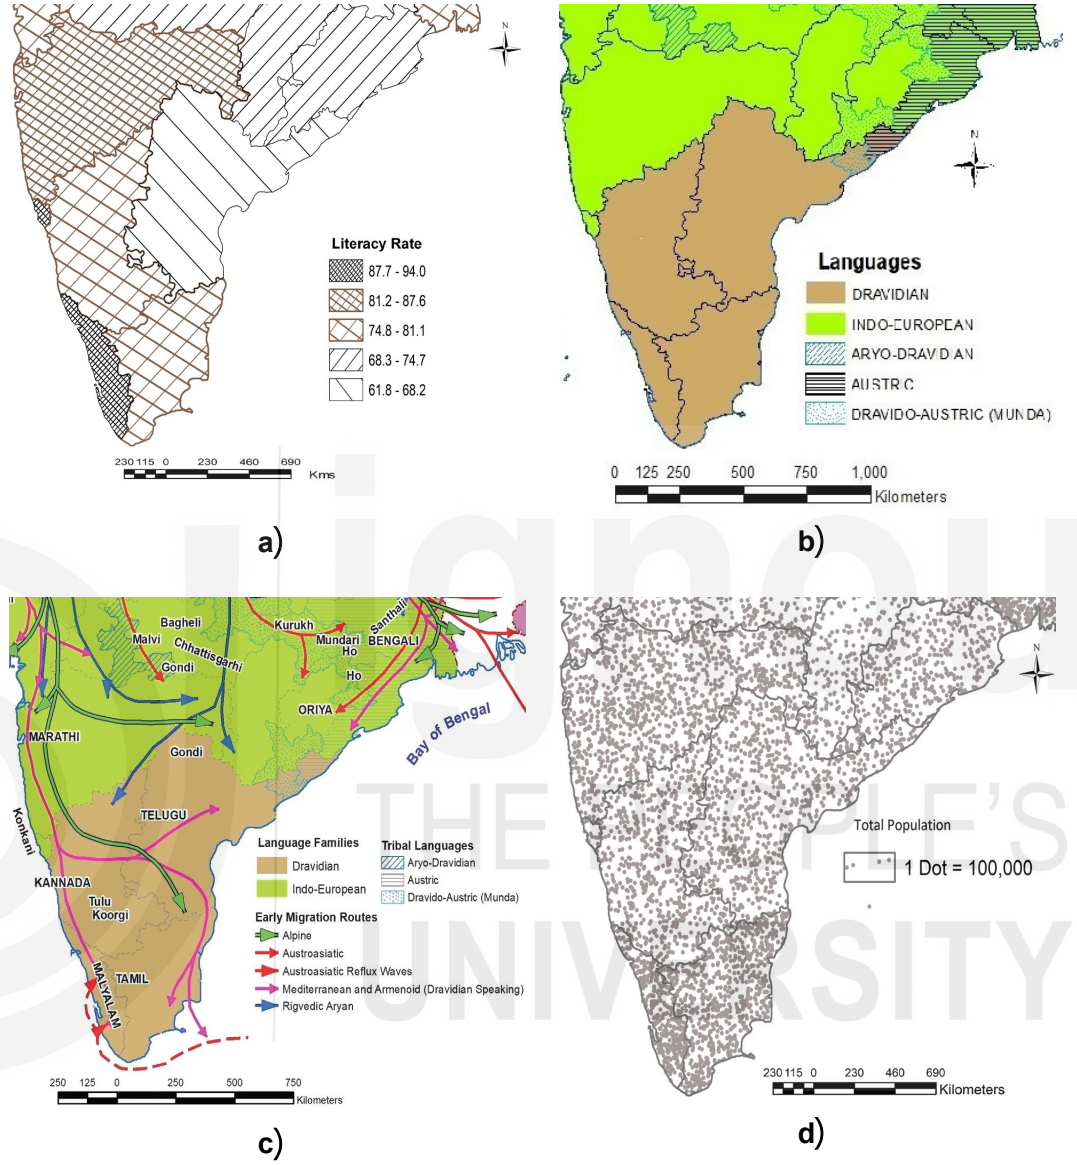 N
Literacy Rate
87.7 - 94.0
81.2 - 87.6
74.8 - 81.1
68.3 - 74.7
61.8 - 68.2
230 115 0 230 460 690
Kms
a)
N
Languages
DRAVIDIAN
INDO-EUROPEAN
ARYO-DRAVIDIAN
AUSTRIC
DRAVIDO-AUSTRIC (MUNDA)
0 125 250 500 750 1,000
Kilometers
b)
ignou
THE PEOPLE'S
UNIVERSITY
Bagheli
Malvi
Chhattisgarhi
Gondi
Kurukh
Mundari
Ho
Santhali
BENGALI
Ho
ORIYA
Bay of Bengal
MARATHI
Gondi
TELUGU
Konkani
KANNADA
Tulu
Koorgi
TAMIL
MALYALAM
Language Families
Dravidian
Indo-European
Tribal Languages
Aryo-Dravidian
Austric
Dravido-Austric (Munda)
Early Migration Routes
Alpine
Austroasiatic
Austroasiatic Reflux Waves
Mediterranean and Armenoid (Dravidian Speaking)
Rigvedic Aryan
250 125 0 250 500 750
Kilometers
c)
N
Total Population
1 Dot = 100,000
230 115 0 230 460 690
Kilometers
d)